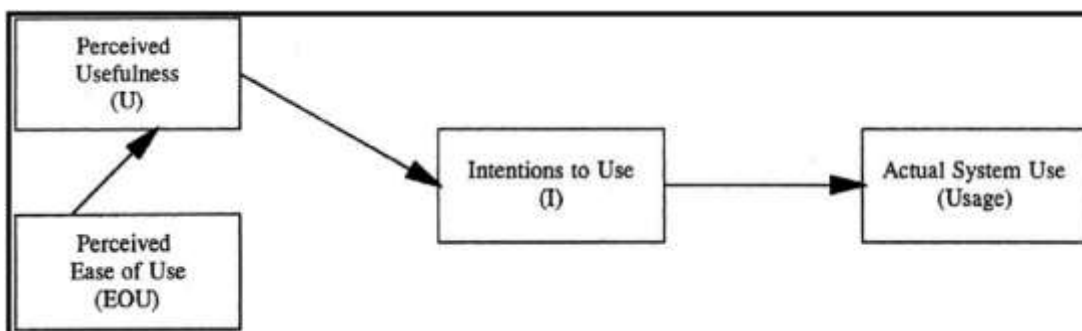 Perceived
Usefulness
(U)
Intentions to Use
(I)
Actual System Use
(Usage)
Perceived
Ease of Use
(EOU)